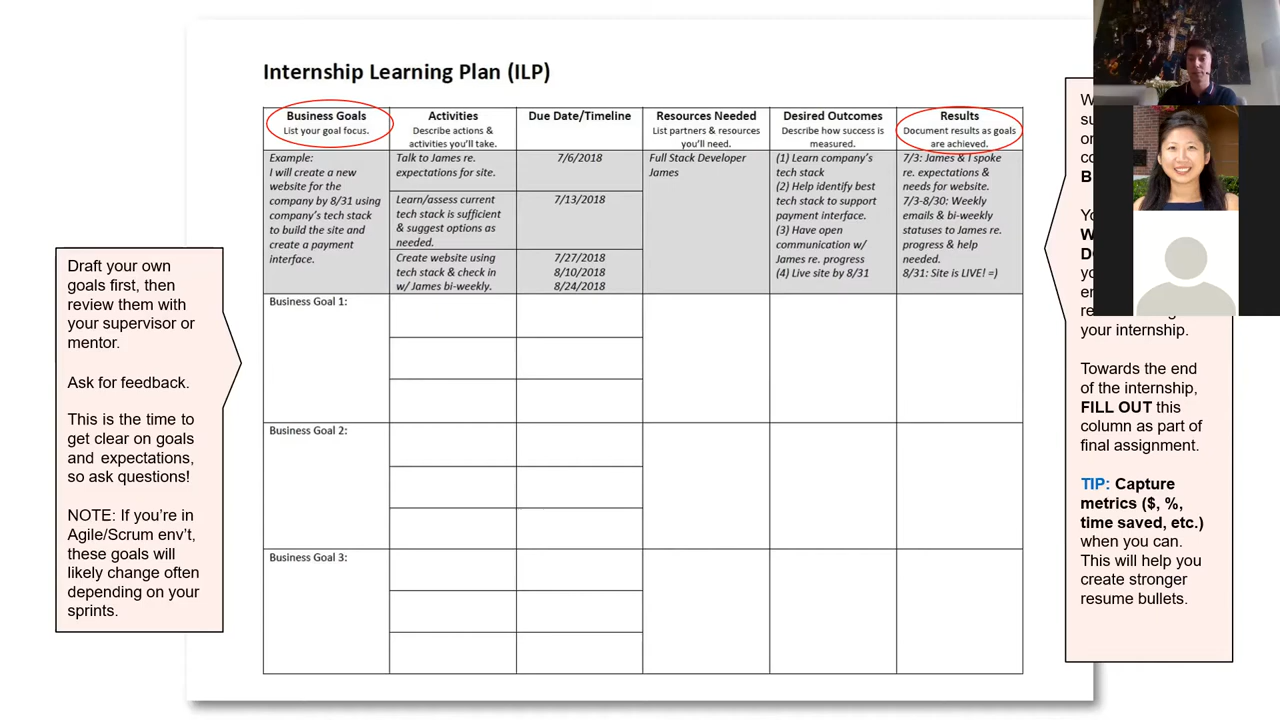 Internship Learning Plan (ILP)
Business Goals
List your goal focus.
Activities
Describe actions &
activities you'll take.
Due Date/Timeline
Resources Needed
List partners & resources
you'll need.
Desired Outcomes
Describe how success is
measured.
Results
Document results as goals
are achieved.
Example:
I will create a new
website for the
company by 8/31 using
company's tech stack
to build the site and
create a payment
interface.
Talk to James re.
expectations for site.
7/6/2018
Learn/assess current
tech stack is sufficient
& suggest options as
needed.
7/13/2018
Create website using
tech stack & check in
w/ James bi-weekly.
7/27/2018
8/10/2018
8/24/2018
Full Stack Developer
James
(1) Learn company's
tech stack
(2) Help identify best
tech stack to support
payment interface.
(3) Have open
communication w/
James re. progress
(4) Live site by 8/31
7/3: James & I spoke
re. expectations &
needs for website.
7/3-8/30: Weekly
emails & bi-weekly
statuses to James re.
progress & help
needed.
8/31: Site is LIVE! =)
Business Goal 1:
Business Goal 2:
Business Goal 3:
Draft your own
goals first, then
review them with
your supervisor or
mentor.
Ask for feedback.
This is the time to
get clear on goals
and expectations,
so ask questions!
NOTE: If you're in
Agile/Scrum env't,
these goals will
likely change often
depending on your
sprints.
your internship.
Towards the end
of the internship,
FILL OUT this
column as part of
final assignment.
TIP: Capture
metrics ($, %,
time saved, etc.)
when you can.
This will help you
create stronger
resume bullets.